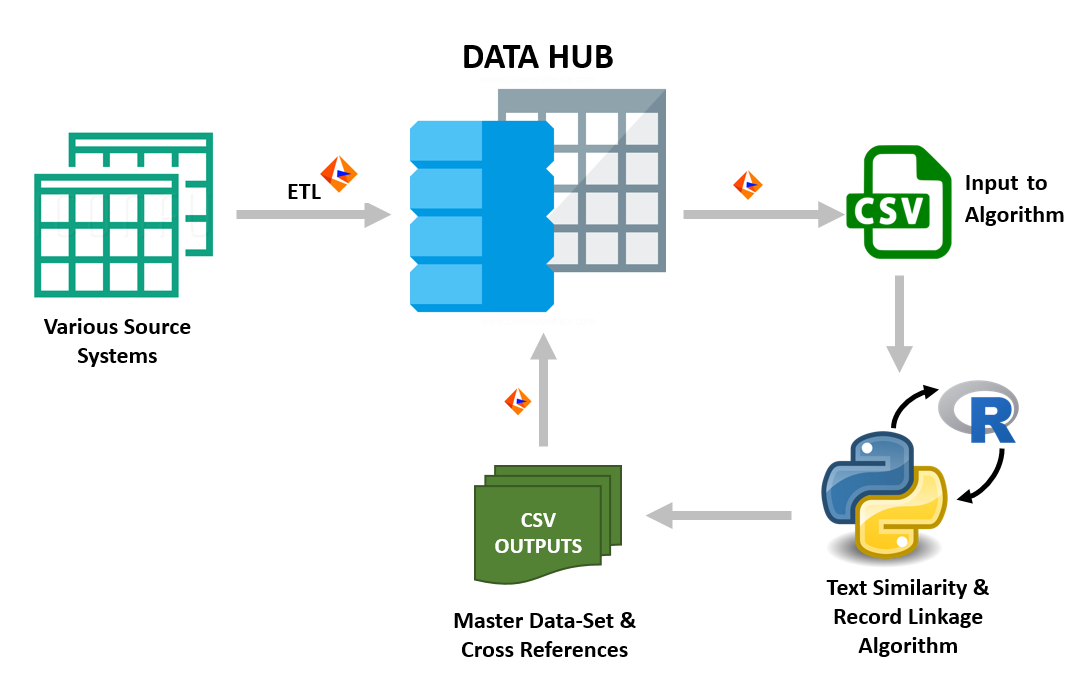 DATA HUB
ETL
Various Source
Systems
CSV
Input to
Algorithm
R
Text Similarity &
Record Linkage
Algorithm
CSV
OUTPUTS
Master Data-Set &
Cross References